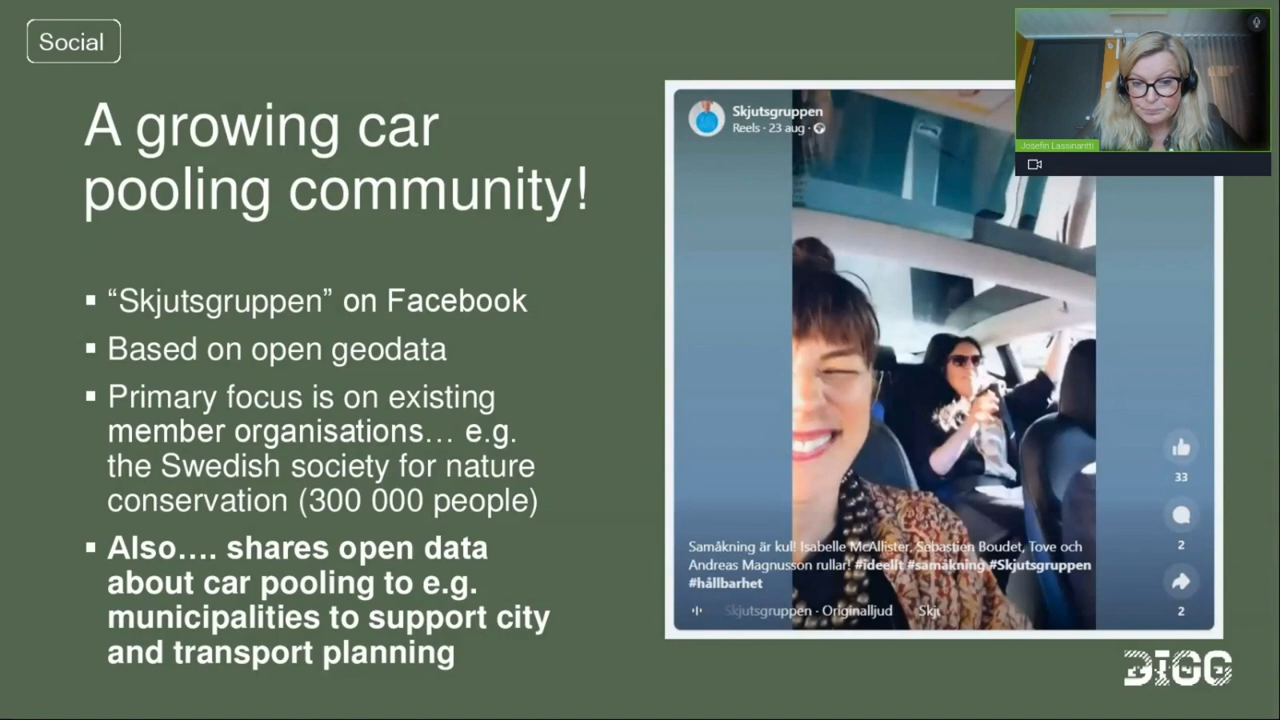 Social
A growing car
pooling community!
▪ “Skjutsgruppen” on Facebook
▪ Based on open geodata
▪ Primary focus is on existing
member organisations… e.g.
the Swedish society for nature
conservation (300 000 people)
▪ Also…. shares open data
about car pooling to e.g.
municipalities to support city
and transport planning
Skjutsgruppen
Reels · 23 aug ·
33
2
2
Samåkning är kul! Isabelle McAllister, Sebastien Boudet, Tove och
Andreas Magnusson rullar! #ideellt #samåkning #Skjutsgruppen
#hållbarhet
Skjutsgruppen · Originalljud Skju
Josefin Lassinantti
DIGG